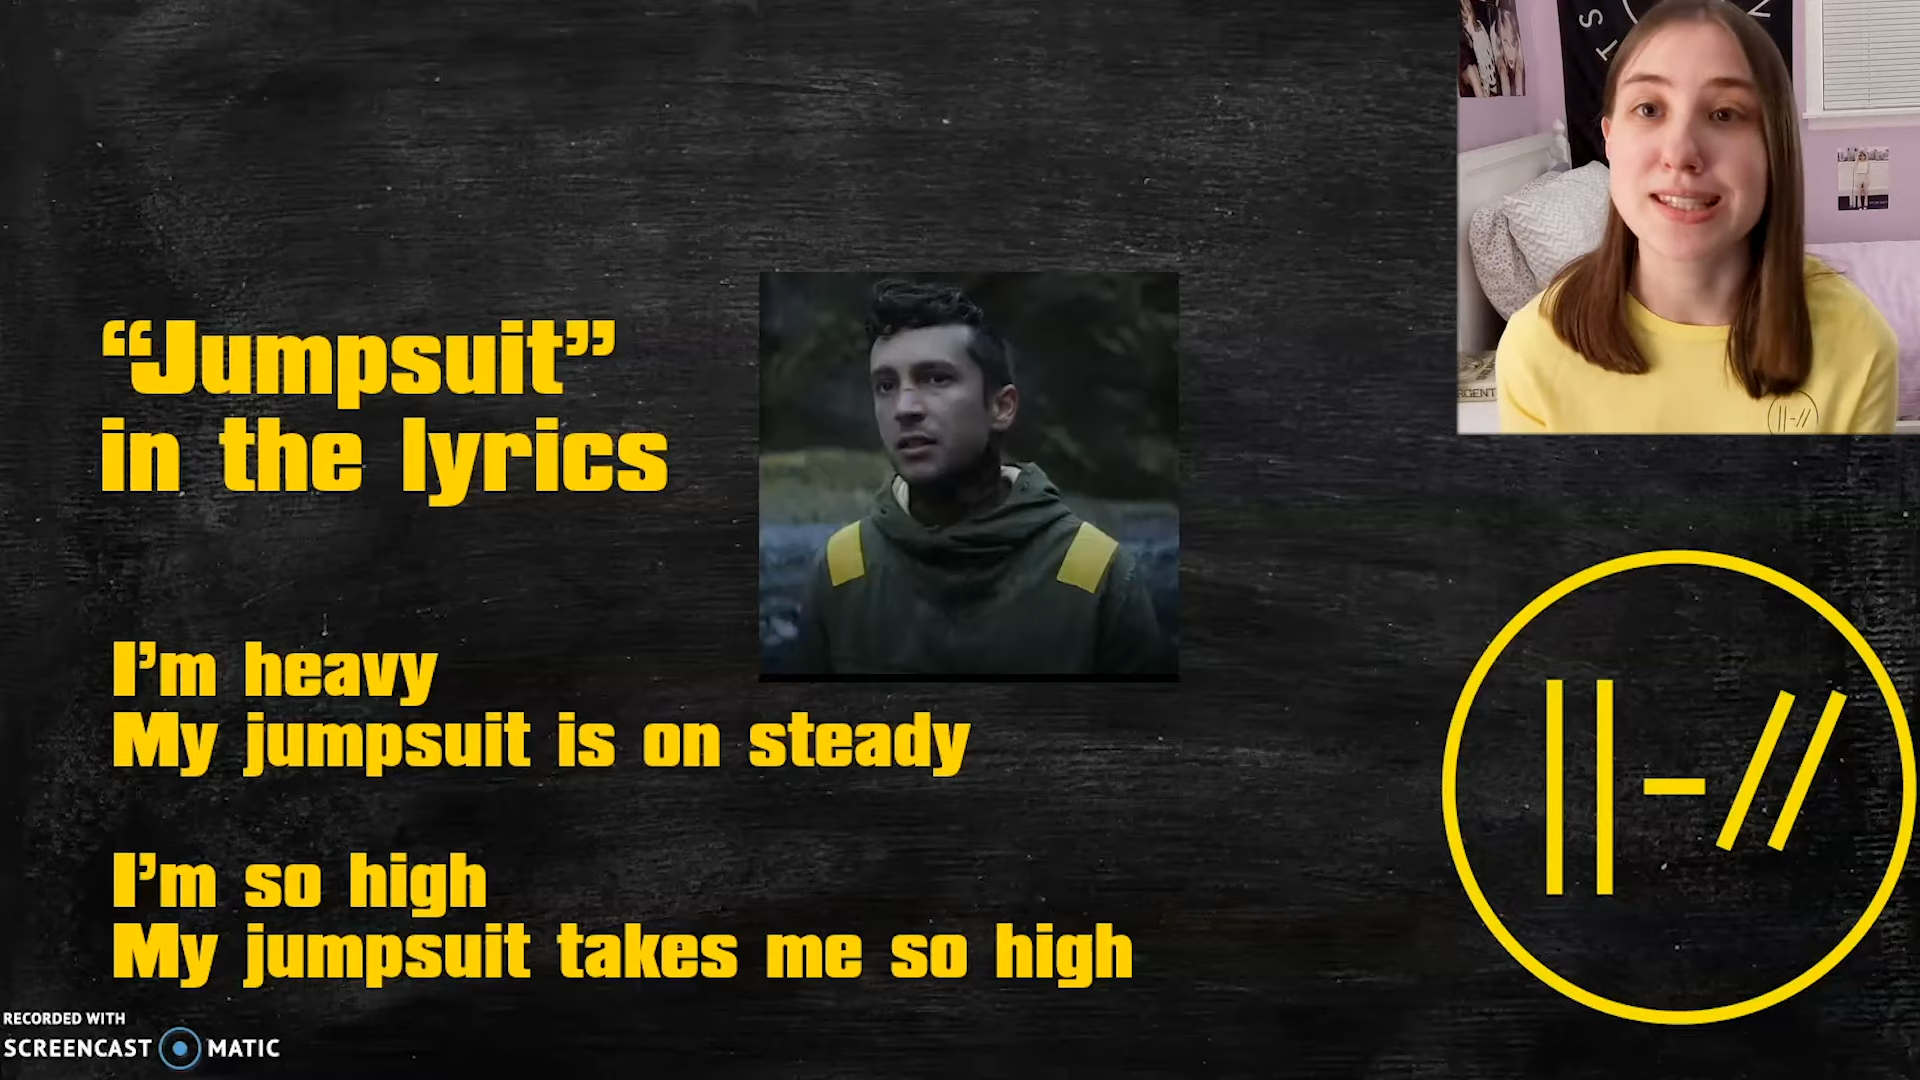 “Jumpsuit”
in the lyrics
I’m heavy
My jumpsuit is on steady
I’m so high
My jumpsuit takes me so high
RECORDED WITH
SCREENCAST MATIC